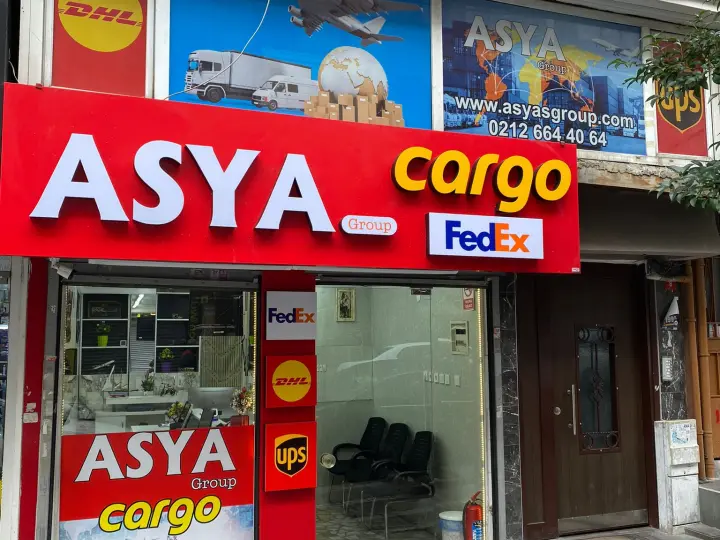 DHL
ASYA
Group
www.asyasgroup.com
0212 664 40 64
ups
ASYA
Group
cargo
FedEx
FedEx
DHL
ups
ASYA
Group
cargo